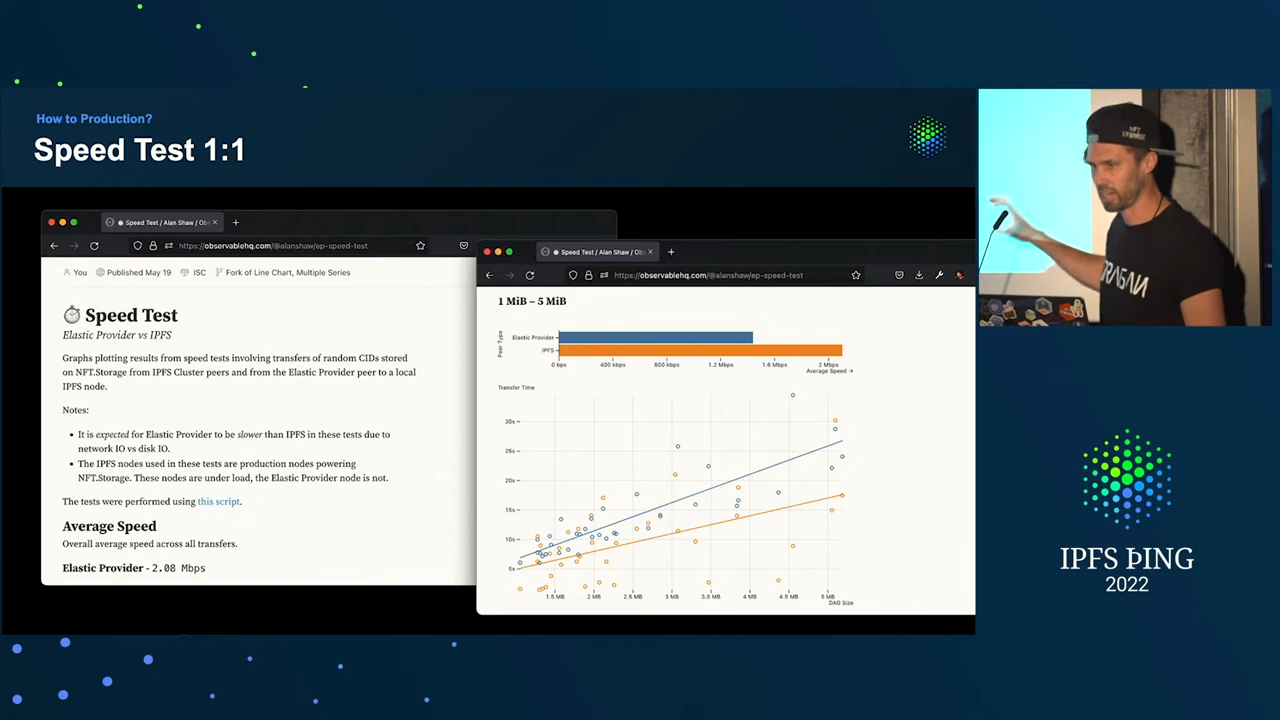 How to Production?
Speed Test 1:1
Speed Test / Alan Shaw / Obs
https://observablehq.com/@alanshaw/ep-speed-test
You
Published May 19
ISC
Fork of Line Chart, Multiple Series
Speed Test
Elastic Provider vs IPFS
Graphs plotting results from speed tests involving transfers of random CIDs stored
on NFT.Storage from IPFS Cluster peers and from the Elastic Provider peer to a local
IPFS node.
Notes:
• It is expected for Elastic Provider to be slower than IPFS in these tests due to
network IO vs disk IO.
• The IPFS nodes used in these tests are production nodes powering
NFT.Storage. These nodes are under load, the Elastic Provider node is not.
The tests were performed using this script.
Average Speed
Overall average speed across all transfers.
Elastic Provider - 2.08 Mbps
Speed Test / Alan Shaw / Obs
https://observablehq.com/@alanshaw/ep-speed-test
1 MiB – 5 MiB
Peer Type
Elastic Provider
IPFS
0 bps 400 kbps 800 kbps 1.2 Mbps 1.6 Mbps 2 Mbps
Average Speed →
Transfer Time
30s
25s
20s
15s
10s
5s
1.5 MB 2 MB 2.5 MB 3 MB 3.5 MB 4 MB 4.5 MB 5 MB
DAG Size
IPFS ÞING
2022